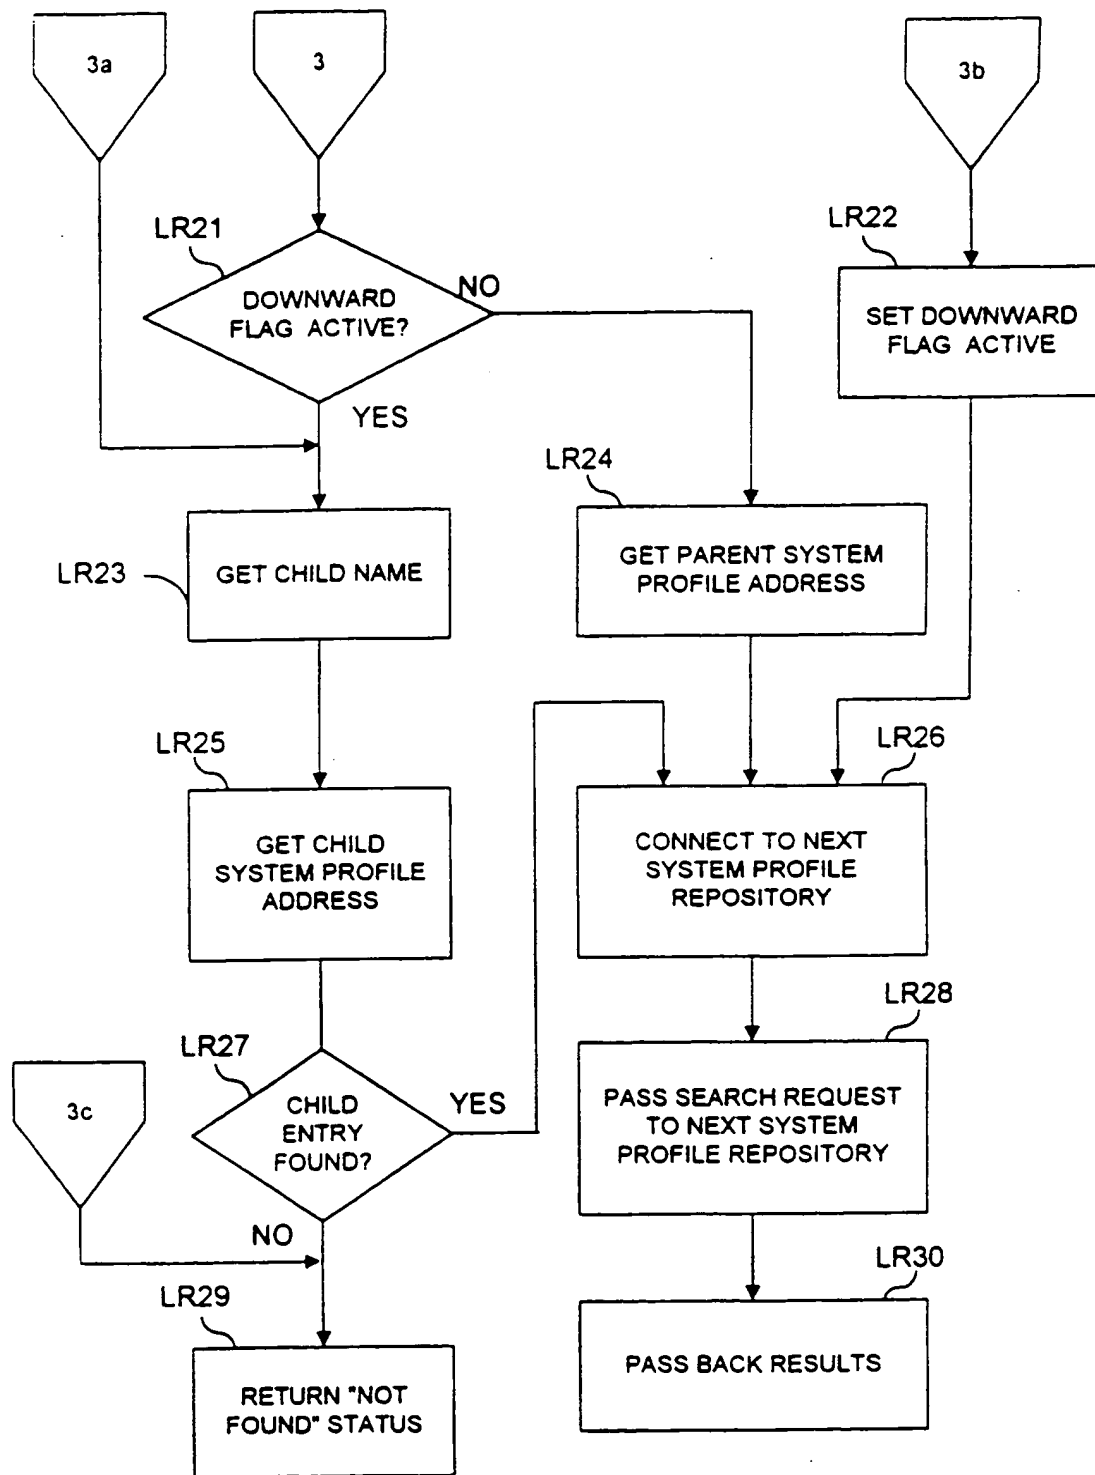 3a
3
3b
LR21
LR22
DOWNWARD
FLAG ACTIVE?
NO
SET DOWNWARD
FLAG ACTIVE
YES
LR24
LR23
GET CHILD NAME
GET PARENT SYSTEM
PROFILE ADDRESS
LR25
LR26
GET CHILD
SYSTEM PROFILE
ADDRESS
CONNECT TO NEXT
SYSTEM PROFILE
REPOSITORY
LR28
LR27
3c
CHILD
ENTRY
FOUND?
YES
PASS SEARCH REQUEST
TO NEXT SYSTEM
PROFILE REPOSITORY
NO
LR30
LR29
PASS BACK RESULTS
RETURN "NOT
FOUND" STATUS